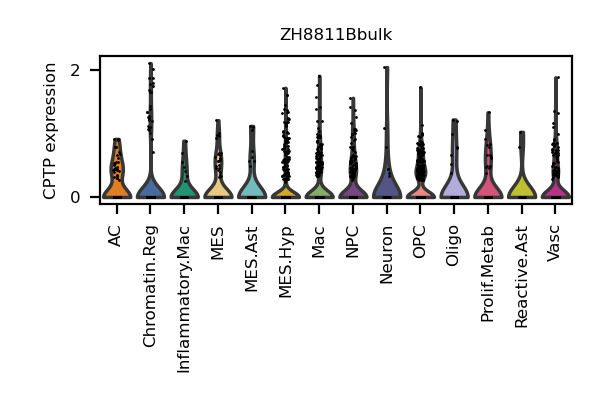 ZH8811Bbulk
CPTP expression
2
0
AC
Chromatin.Reg
Inflammatory.Mac
MES
MES.Ast
MES.Hyp
Mac
NPC
Neuron
OPC
Oligo
Prolif.Metab
Reactive.Ast
Vasc